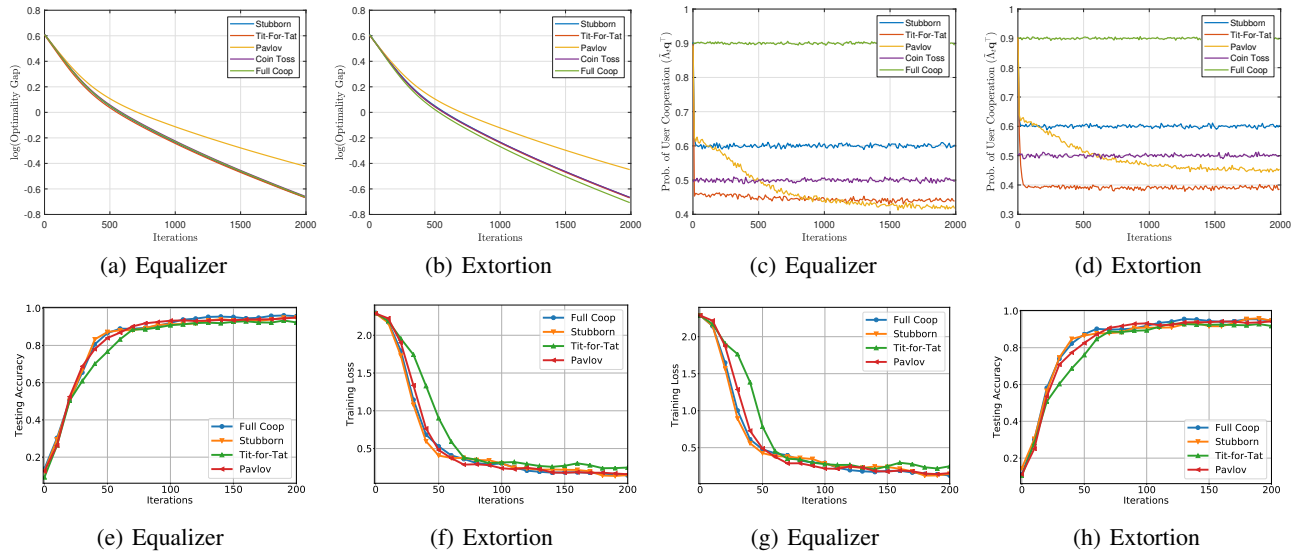 log(Optimality Gap)
0.8
0.6
0.4
0.2
0
-0.2
-0.4
-0.6
-0.8
0 500 1000 1500 2000
Iterations
Stubborn
Tit-For-Tat
Pavlov
Coin Toss
Full Coop
(a) Equalizer
log(Optimality Gap)
0.8
0.6
0.4
0.2
0
-0.2
-0.4
-0.6
-0.8
0 500 1000 1500 2000
Iterations
Stubborn
Tit-For-Tat
Pavlov
Coin Toss
Full Coop
(b) Extortion
Prob. of User Cooperation
1
0.9
0.8
0.7
0.6
0.5
0.4
0 500 1000 1500 2000
Iterations
Stubborn
Tit-For-Tat
Pavlov
Coin Toss
Full Coop
(c) Equalizer
Prob. of User Cooperation
1
0.9
0.8
0.7
0.6
0.5
0.4
0.3
0 500 1000 1500 2000
Iterations
Stubborn
Tit-For-Tat
Pavlov
Coin Toss
Full Coop
(d) Extortion
Testing Accuracy
1.0
0.8
0.6
0.4
0.2
0 50 100 150 200
Iterations
Full Coop
Stubborn
Tit-for-Tat
Pavlov
(e) Equalizer
Training Loss
2.5
2.0
1.5
1.0
0.5
0 50 100 150 200
Iterations
Full Coop
Stubborn
Tit-for-Tat
Pavlov
(f) Extortion
Training Loss
2.5
2.0
1.5
1.0
0.5
0 50 100 150 200
Iterations
Full Coop
Stubborn
Tit-for-Tat
Pavlov
(g) Equalizer
Testing Accuracy
1.0
0.8
0.6
0.4
0.2
0 50 100 150 200
Iterations
Full Coop
Stubborn
Tit-for-Tat
Pavlov
(h) Extortion